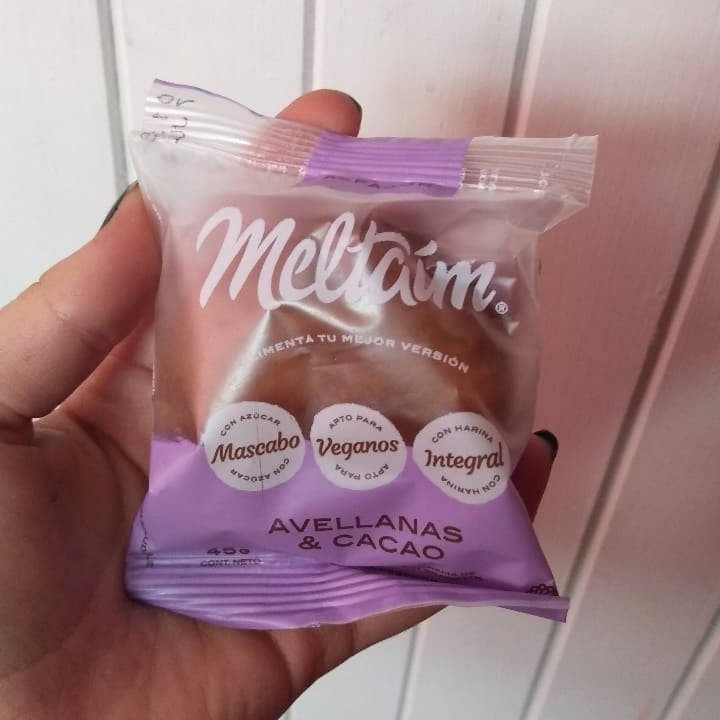 Meltaím®
ALIMENTA TU MEJOR VERSIÓN
CON AZÚCAR
Mascabo
CON AZÚCAR
APTO PARA
Veganos
APTO PARA
CON HARINA
Integral
CON HARINA
AVELLANAS
& CACAO
45G
CONT. NETO